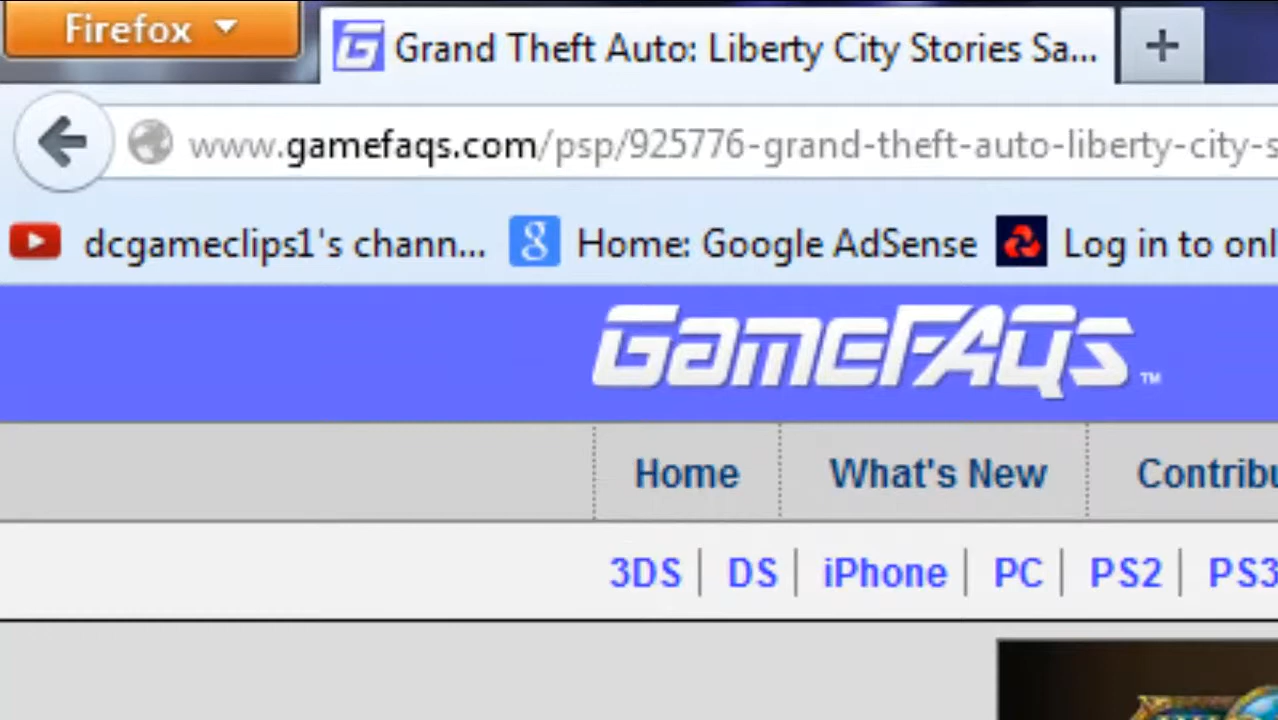 Firefox
Grand Theft Auto: Liberty City Stories Sa...
www.gamefaqs.com/psp/925776-grand-theft-auto-liberty-city-s
dcgameclips1's chann... Home: Google AdSense Log in to onl
GameFAQs™
Home What's New Contribu
3DS | DS | iPhone | PC | PS2 | PS3